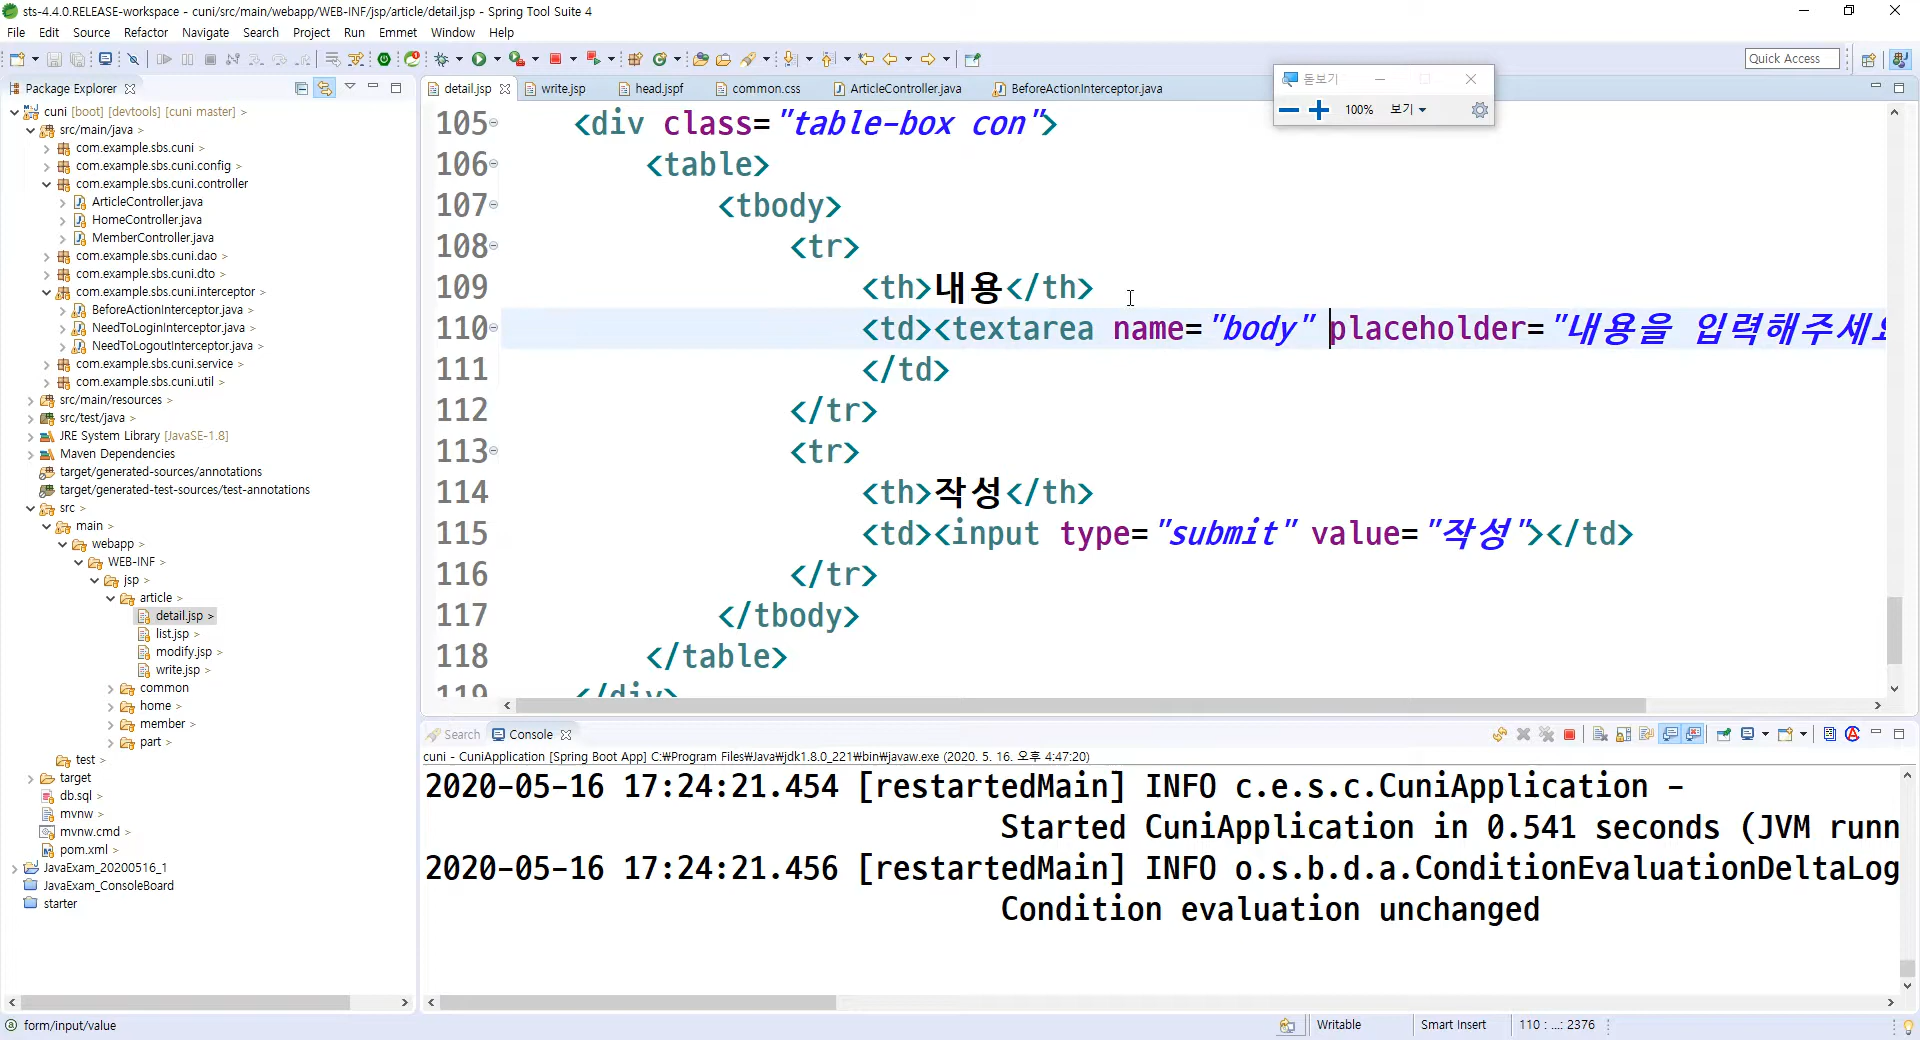 sts-4.4.0.RELEASE-workspace - cuni/src/main/webapp/WEB-INF/jsp/article/detail.jsp - Spring Tool Suite 4
File Edit Source Refactor Navigate Search Project Run Emmet Window Help
Quick Access
Package Explorer
cuni [boot] [devtools] [cuni master] >
src/main/java >
com.example.sbs.cuni >
com.example.sbs.cuni.config >
com.example.sbs.cuni.controller
ArticleController.java
HomeController.java
MemberController.java
com.example.sbs.cuni.dao >
com.example.sbs.cuni.dto >
com.example.sbs.cuni.interceptor >
BeforeActionInterceptor.java >
NeedToLoginInterceptor.java >
NeedToLogoutInterceptor.java >
com.example.sbs.cuni.service >
com.example.sbs.cuni.util >
src/main/resources >
src/test/java >
JRE System Library [JavaSE-1.8]
Maven Dependencies
target/generated-sources/annotations
target/generated-test-sources/test-annotations
src >
main >
webapp >
WEB-INF >
jsp >
article >
detail.jsp >
list.jsp >
modify.jsp >
write.jsp >
common
home >
member >
part >
test >
target
db.sql >
mvnw >
mvnw.cmd >
pom.xml >
JavaExam_20200516_1
JavaExam_ConsoleBoard
starter
detail.jsp write.jsp head.jspf common.css ArticleController.java BeforeActionInterceptor.java
돋보기
100% 보기
105 <div class="table-box con">
106 <table>
107 <tbody>
108 <tr>
109 <th>내용</th>
110 <td><textarea name="body" placeholder="내용을 입력해주세요
111 </td>
112 </tr>
113 <tr>
114 <th>작성</th>
115 <td><input type="submit" value="작성"></td>
116 </tr>
117 </tbody>
118 </table>
119 </div>
Search Console
cuni - CuniApplication [Spring Boot App] C:₩Program Files₩Java₩jdk1.8.0_221₩bin₩javaw.exe (2020. 5. 16. 오후 4:47:20)
2020-05-16 17:24:21.454 [restartedMain] INFO c.e.s.c.CuniApplication -
Started CuniApplication in 0.541 seconds (JVM runn
2020-05-16 17:24:21.456 [restartedMain] INFO o.s.b.d.a.ConditionEvaluationDeltaLog
Condition evaluation unchanged
form/input/value
Writable Smart Insert 110 : ...: 2376